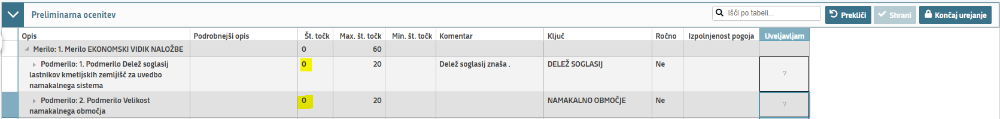 Preliminarna ocenitev
Išči po tabeli...
Prekliči
Shrani
Končaj urejanje
Opis Podrobnejši opis Št. točk Max. št. točk Min. št. točk Komentar Ključ Ročno Izpolnjenost pogoja Uveljavljam
Merilo: 1. Merilo EKONOMSKI VIDIK NALOŽBE 0 60
Podmerilo: 1. Podmerilo Delež soglasij 0 20 Delež soglasij znaša . DELEŽ SOGLASIJ Ne
lastnikov kmetijskih zemljišč za uvedbo ?
namakalnega sistema
Podmerilo: 2. Podmerilo Velikost 0 20 NAMAKALNO OBMOČJE Ne ?
namakalnega območja